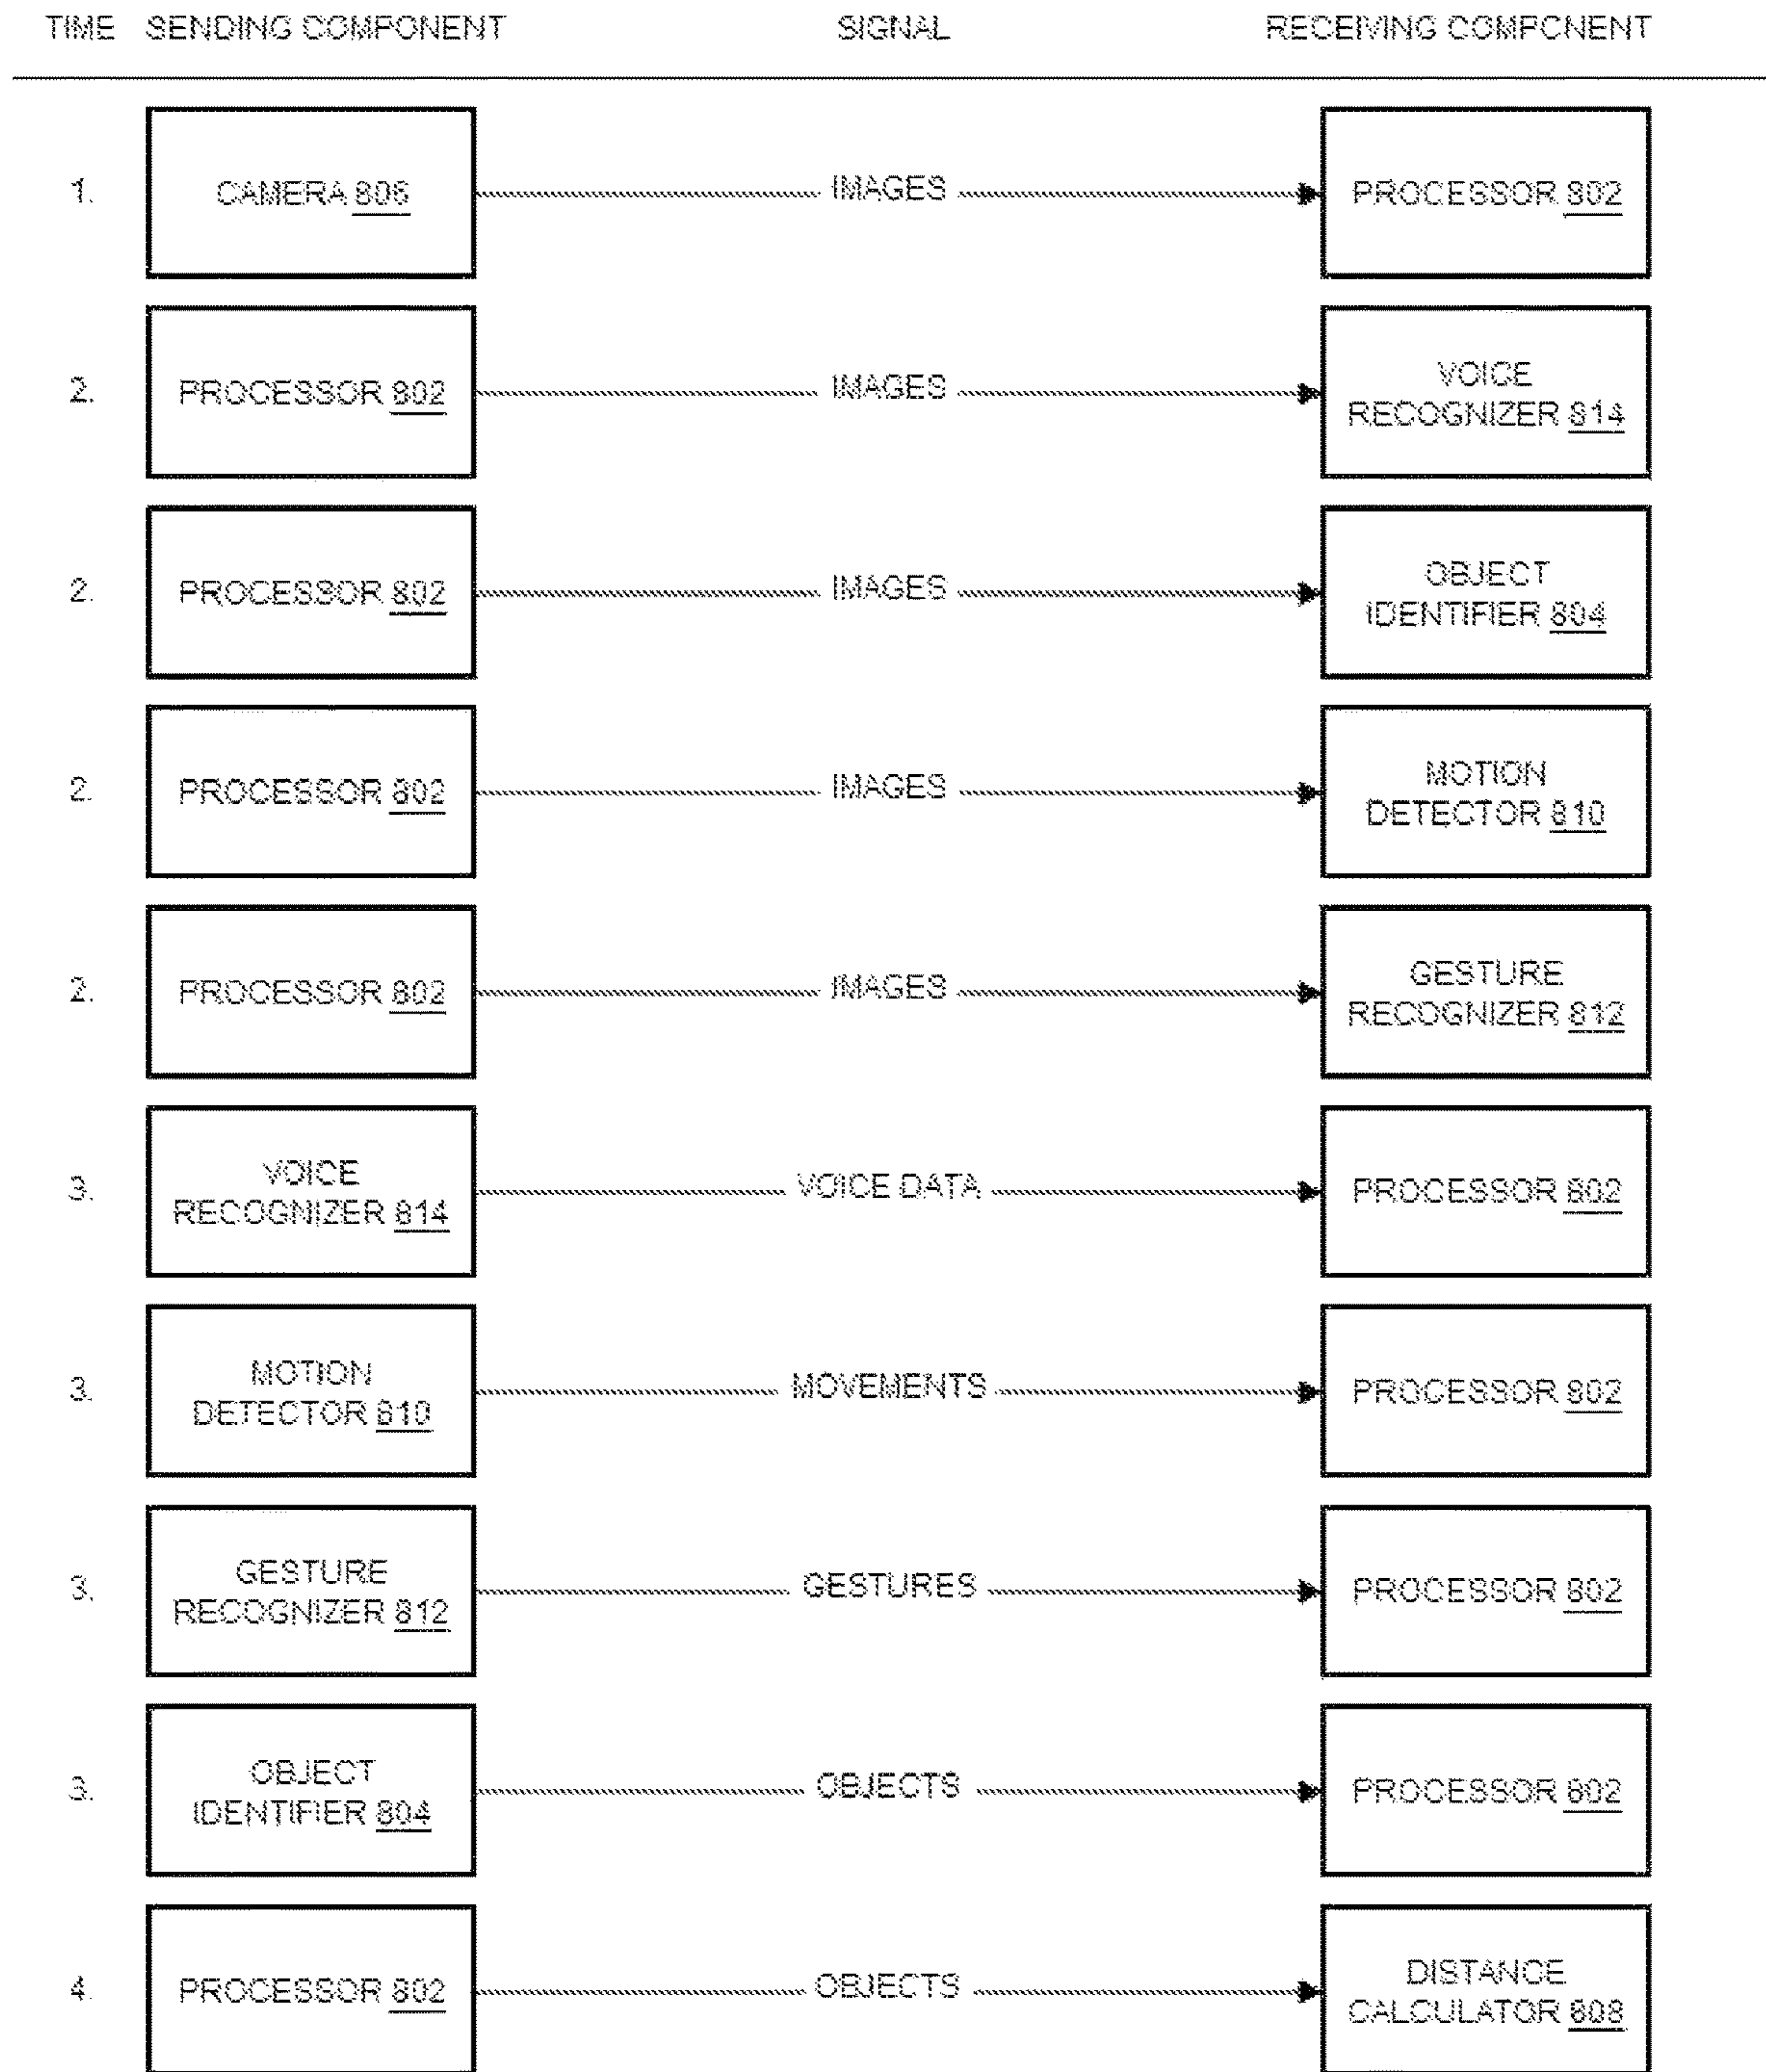 TIME SENDING COMPONENT SIGNAL RECEIVING COMPONENT
1. CAMERA 806 IMAGES PROCESSOR 802
2. PROCESSOR 802 IMAGES VOICE
RECOGNIZER 814
2. PROCESSOR 802 IMAGES OBJECT
IDENTIFIER 804
2. PROCESSOR 802 IMAGES MOTION
DETECTOR 810
2. PROCESSOR 802 IMAGES GESTURE
RECOGNIZER 812
3. VOICE
RECOGNIZER 814 VOICE DATA PROCESSOR 802
3. MOTION
DETECTOR 810 MOVEMENTS PROCESSOR 802
3. GESTURE
RECOGNIZER 812 GESTURES PROCESSOR 802
3. OBJECT
IDENTIFIER 804 OBJECTS PROCESSOR 802
4. PROCESSOR 802 OBJECTS DISTANCE
CALCULATOR 808